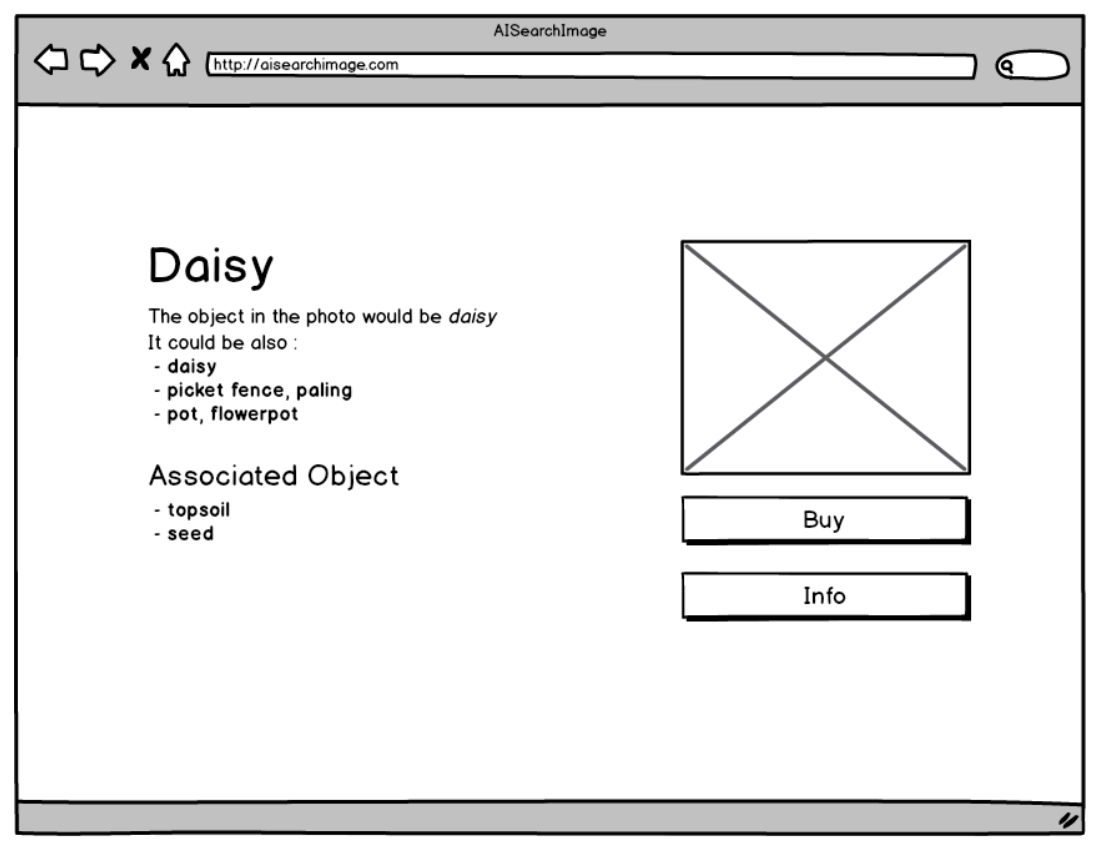 AISearchImage
http://aisearchimage.com
Daisy
The object in the photo would be daisy
It could be also :
- daisy
- picket fence, paling
- pot, flowerpot
Associated Object
- topsoil
- seed
Buy
Info